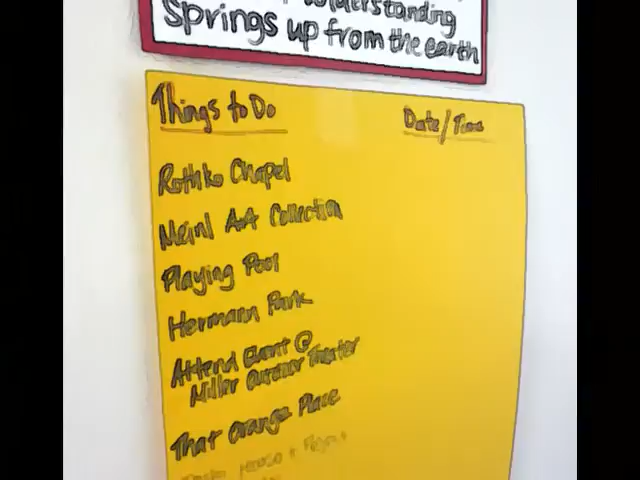 understanding
Springs up from the earth
Things to Do Date/Time
Rothko Chapel
Menil Art Collection
Playing Pool
Hermann Park
Attend Event @
Miller Outdoor Theater
That Orange Place